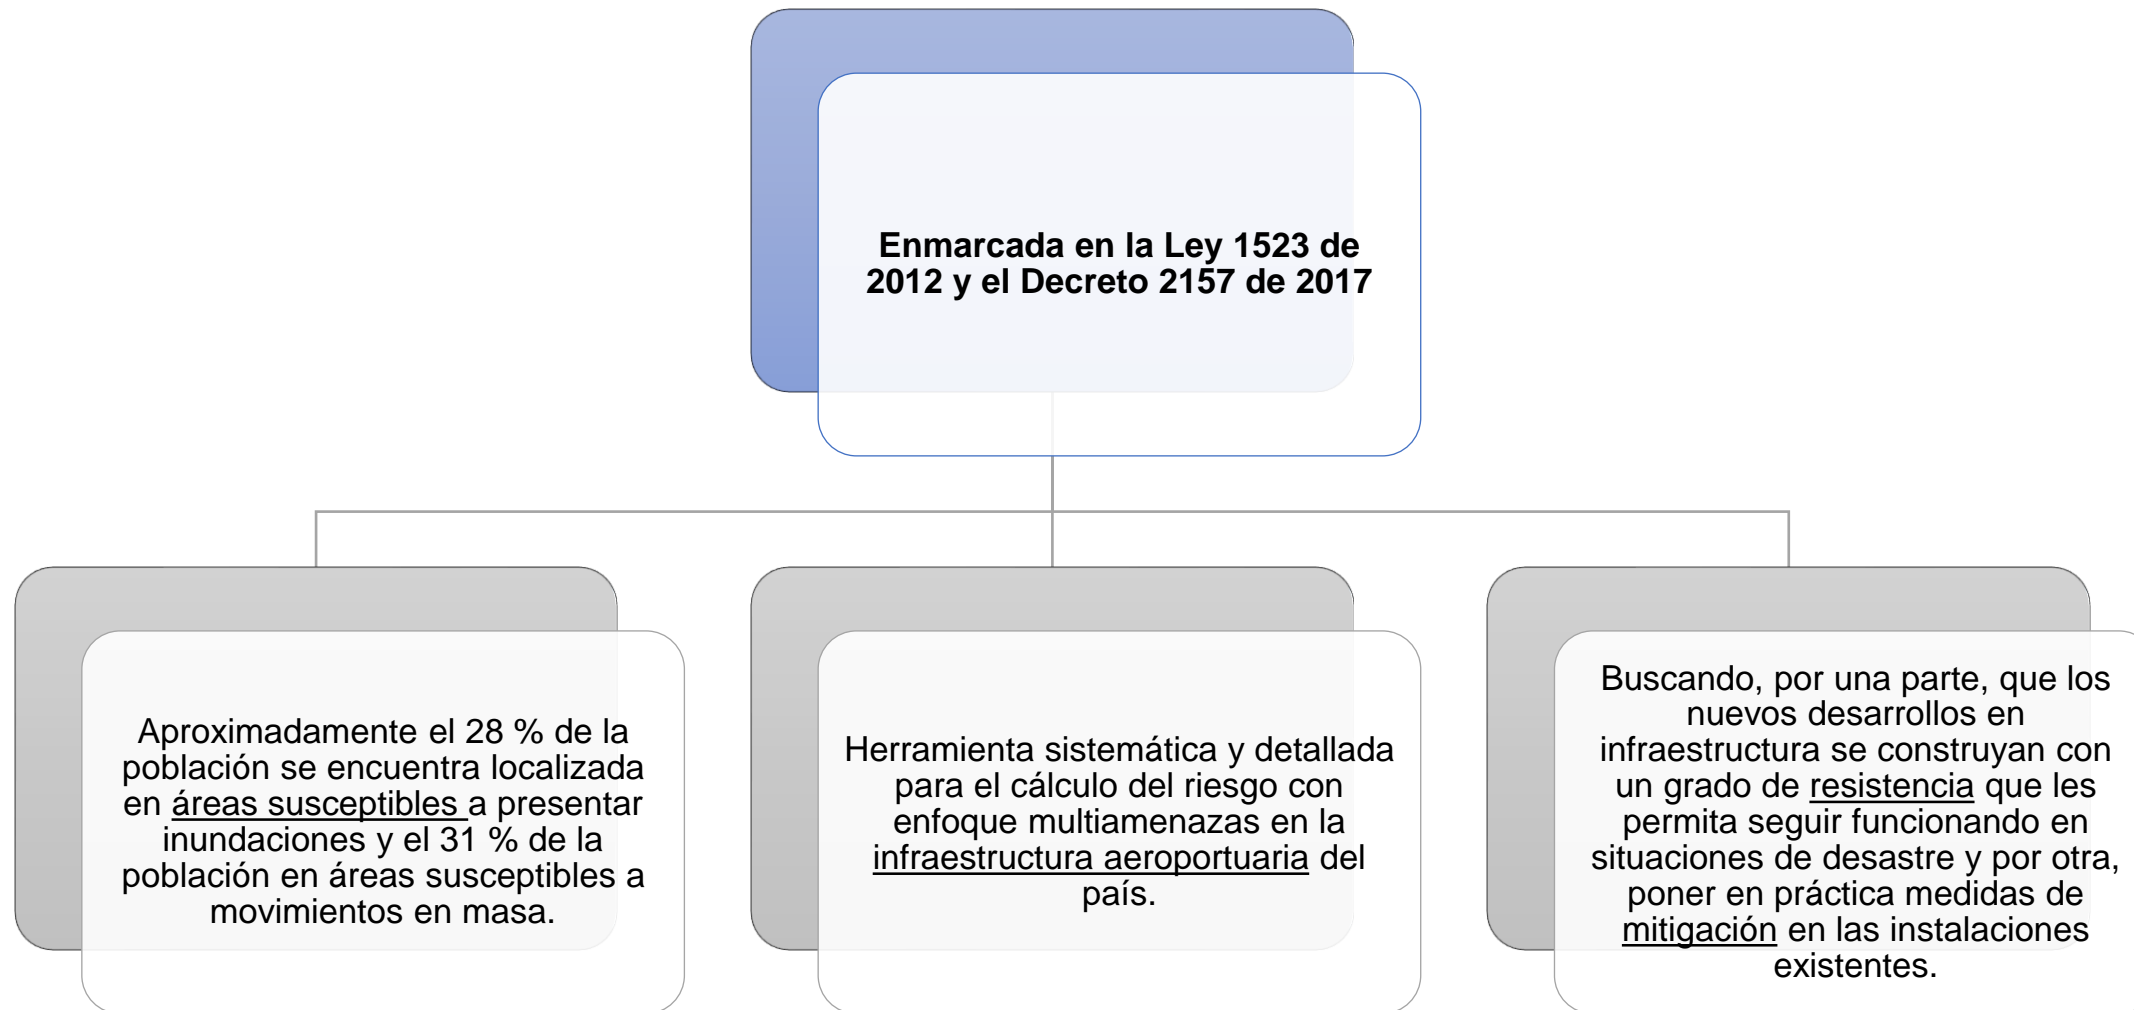 Enmarcada en la Ley 1523 de
2012 y el Decreto 2157 de 2017
Aproximadamente el 28 % de la
población se encuentra localizada
en áreas susceptibles a presentar
inundaciones y el 31 % de la
población en áreas susceptibles a
movimientos en masa.
Herramienta sistemática y detallada
para el cálculo del riesgo con
enfoque multiamenazas en la
infraestructura aeroportuaria del
país.
Buscando, por una parte, que los
nuevos desarrollos en
infraestructura se construyan con
un grado de resistencia que les
permita seguir funcionando en
situaciones de desastre y por otra,
poner en práctica medidas de
mitigación en las instalaciones
existentes.